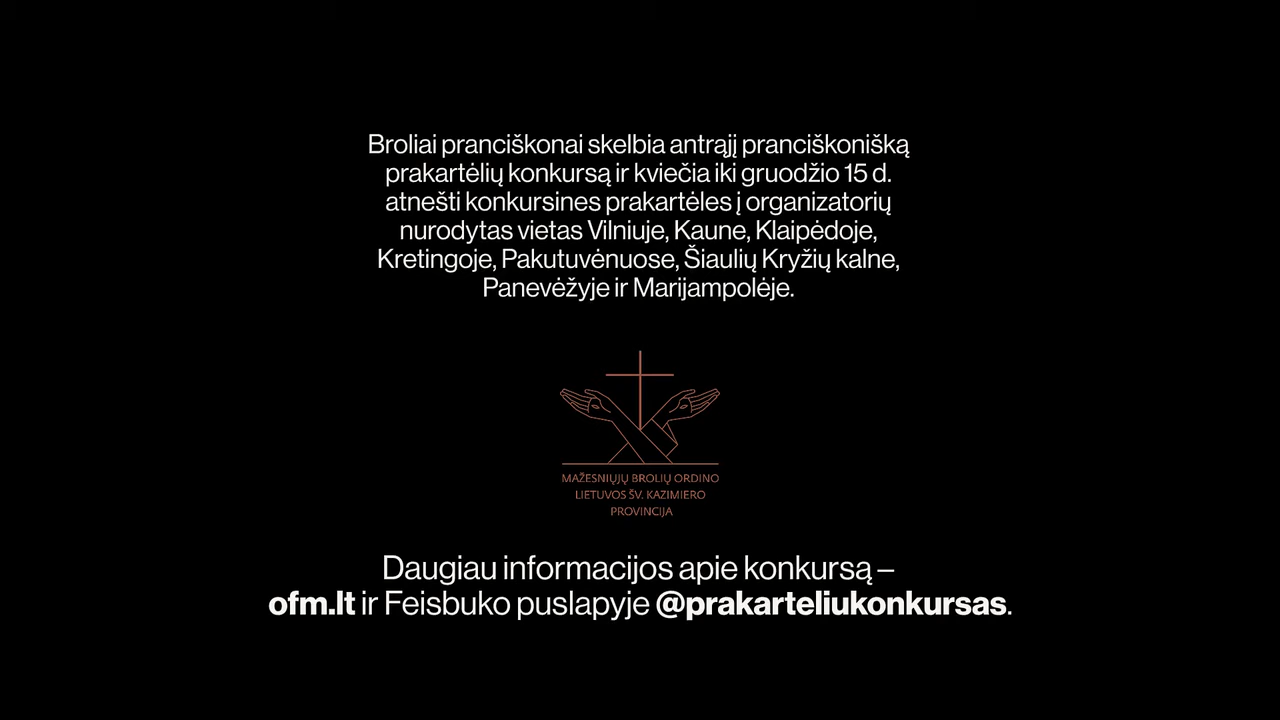 Broliai pranciškonai skelbia antrąjį pranciškonišką
prakartėlių konkursą ir kviečia iki gruodžio 15 d.
atnešti konkursines prakartėles į organizatorių
nurodytas vietas Vilniuje, Kaune, Klaipėdoje,
Kretingoje, Pakutuvėnuose, Šiaulių Kryžių kalne,
Panevėžyje ir Marijampolėje.
MAŽESNIŲJŲ BROLIŲ ORDINO
LIETUVOS ŠV. KAZIMIERO
PROVINCIJA
Daugiau informacijos apie konkursą –
ofm.lt ir Feisbuko puslapyje @prakarteliukonkursas.